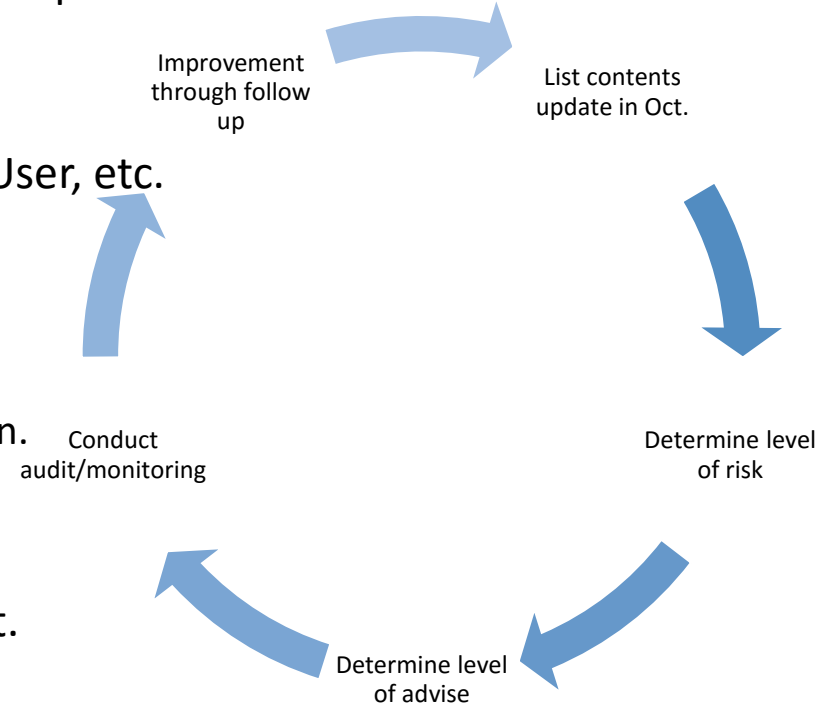 Improvement
through follow
up
List contents
update in Oct.
User, etc.
Determine level
of risk
Determine level
of advise
Conduct
audit/monitoring
n.
t.